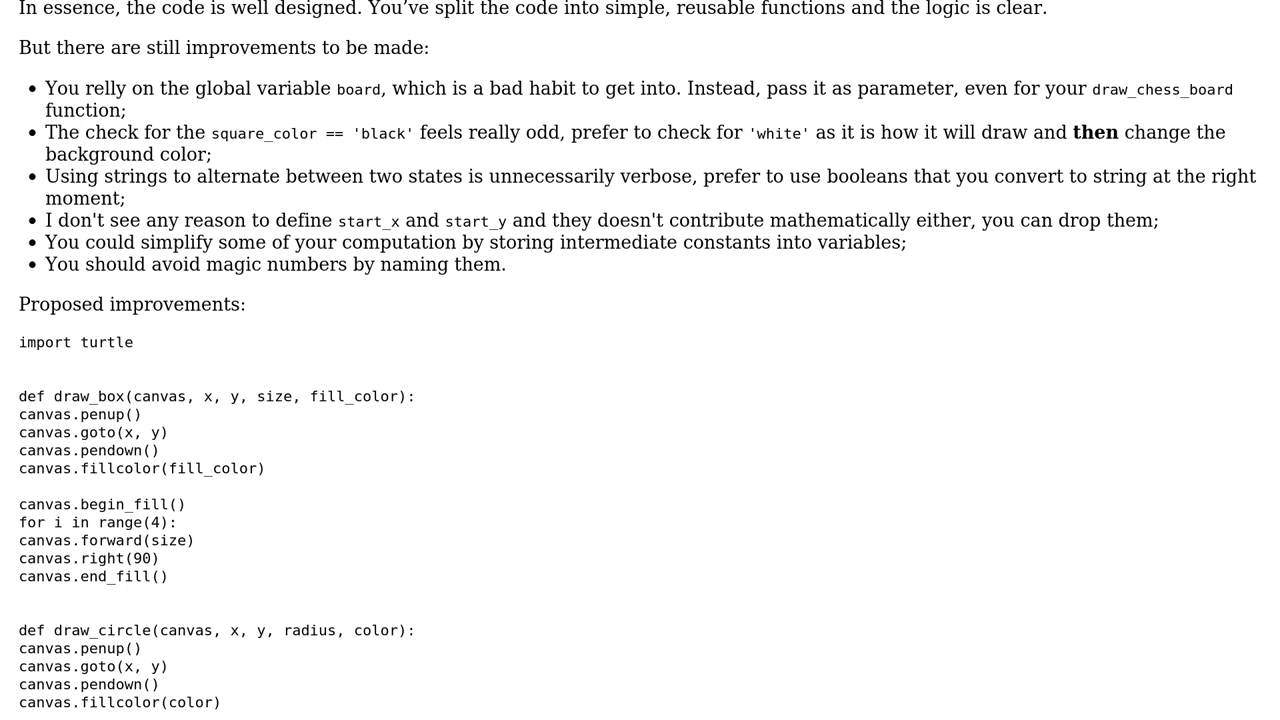 In essence, the code is well designed. You’ve split the code into simple, reusable functions and the logic is clear.
But there are still improvements to be made:
• You rely on the global variable board, which is a bad habit to get into. Instead, pass it as parameter, even for your draw_chess_board
function;
• The check for the square_color == 'black' feels really odd, prefer to check for 'white' as it is how it will draw and then change the
background color;
• Using strings to alternate between two states is unnecessarily verbose, prefer to use booleans that you convert to string at the right
moment;
• I don't see any reason to define start_x and start_y and they doesn't contribute mathematically either, you can drop them;
• You could simplify some of your computation by storing intermediate constants into variables;
• You should avoid magic numbers by naming them.
Proposed improvements:
import turtle
def draw_box(canvas, x, y, size, fill_color):
canvas.penup()
canvas.goto(x, y)
canvas.pendown()
canvas.fillcolor(fill_color)
canvas.begin_fill()
for i in range(4):
canvas.forward(size)
canvas.right(90)
canvas.end_fill()
def draw_circle(canvas, x, y, radius, color):
canvas.penup()
canvas.goto(x, y)
canvas.pendown()
canvas.fillcolor(color)